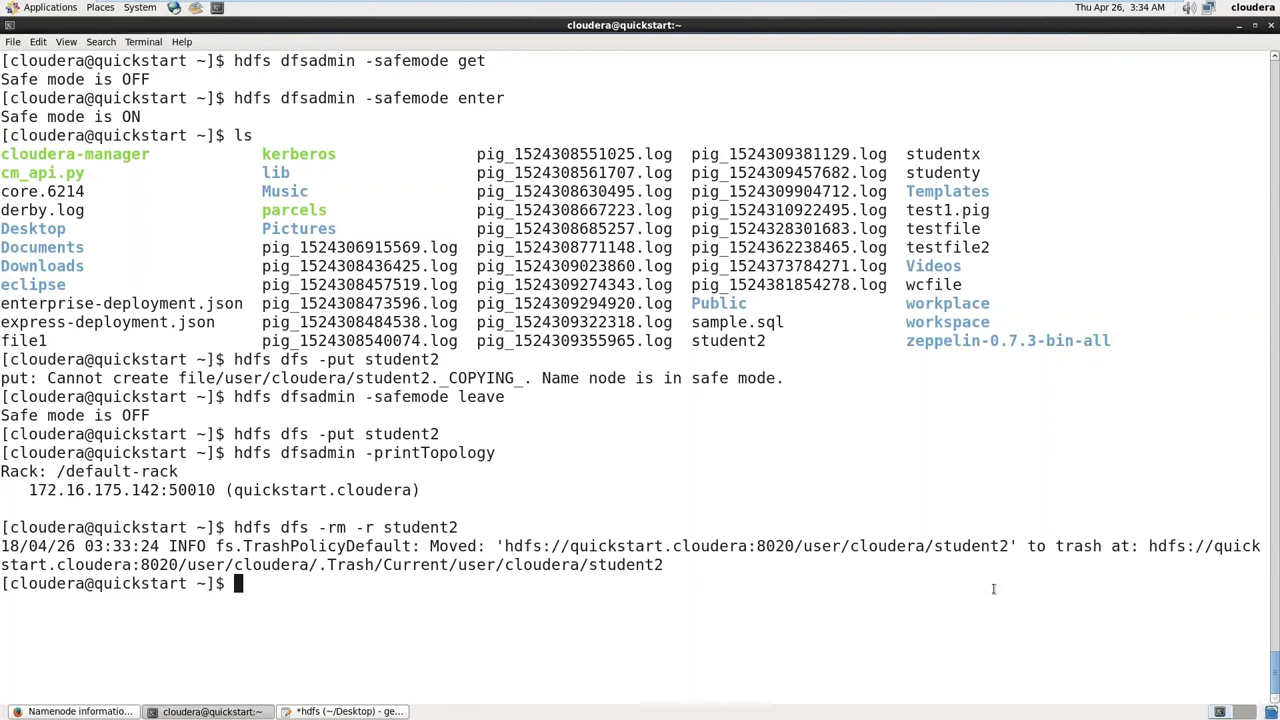 Applications Places System Thu Apr 26, 3:34 AM cloudera
cloudera@quickstart:~
File Edit View Search Terminal Help
[cloudera@quickstart ~]$ hdfs dfsadmin -safemode get
Safe mode is OFF
[cloudera@quickstart ~]$ hdfs dfsadmin -safemode enter
Safe mode is ON
[cloudera@quickstart ~]$ ls
cloudera-manager kerberos pig_1524308551025.log pig_1524309381129.log studentx
cm_api.py lib pig_1524308561707.log pig_1524309457682.log studenty
core.6214 Music pig_1524308630495.log pig_1524309904712.log Templates
derby.log parcels pig_1524308667223.log pig_1524310922495.log test1.pig
Desktop Pictures pig_1524308685257.log pig_1524328301683.log testfile
Documents pig_1524306915569.log pig_1524308771148.log pig_1524362238465.log testfile2
Downloads pig_1524308436425.log pig_1524309023860.log pig_1524373784271.log Videos
eclipse pig_1524308457519.log pig_1524309274343.log pig_1524381854278.log wcfile
enterprise-deployment.json pig_1524308473596.log pig_1524309294920.log Public workplace
express-deployment.json pig_1524308484538.log pig_1524309322318.log sample.sql workspace
file1 pig_1524308540074.log pig_1524309355965.log student2 zeppelin-0.7.3-bin-all
[cloudera@quickstart ~]$ hdfs dfs -put student2
put: Cannot create file/user/cloudera/student2._COPYING_. Name node is in safe mode.
[cloudera@quickstart ~]$ hdfs dfsadmin -safemode leave
Safe mode is OFF
[cloudera@quickstart ~]$ hdfs dfs -put student2
[cloudera@quickstart ~]$ hdfs dfsadmin -printTopology
Rack: /default-rack
172.16.175.142:50010 (quickstart.cloudera)
[cloudera@quickstart ~]$ hdfs dfs -rm -r student2
18/04/26 03:33:24 INFO fs.TrashPolicyDefault: Moved: 'hdfs://quickstart.cloudera:8020/user/cloudera/student2' to trash at: hdfs://quick
start.cloudera:8020/user/cloudera/.Trash/Current/user/cloudera/student2
[cloudera@quickstart ~]$
Namenode informatio... cloudera@quickstart:~ *hdfs (~/Desktop) - ge...